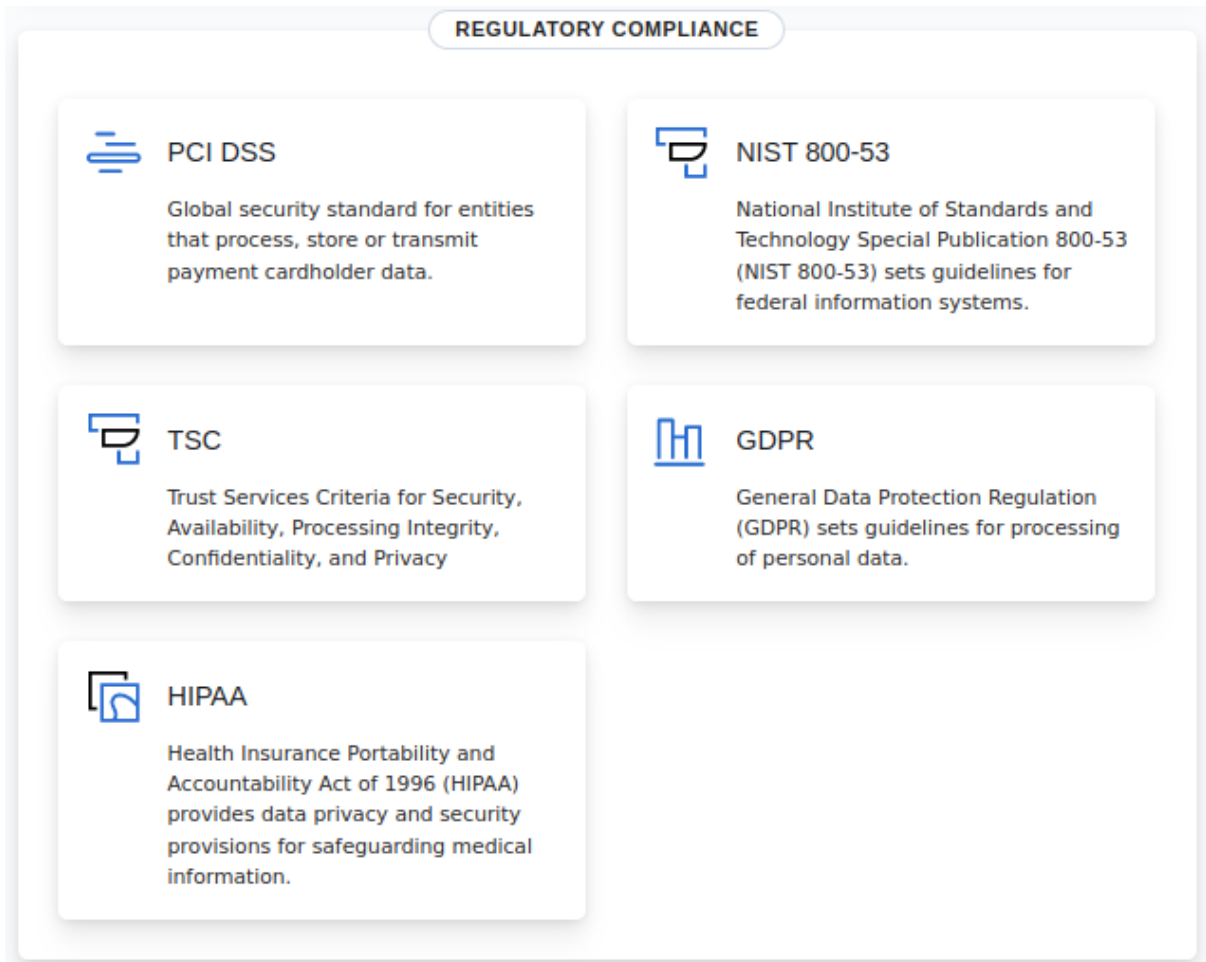 REGULATORY COMPLIANCE
PCI DSS
Global security standard for entities
that process, store or transmit
payment cardholder data.
NIST 800-53
National Institute of Standards and
Technology Special Publication 800-53
(NIST 800-53) sets guidelines for
federal information systems.
TSC
Trust Services Criteria for Security,
Availability, Processing Integrity,
Confidentiality, and Privacy
GDPR
General Data Protection Regulation
(GDPR) sets guidelines for processing
of personal data.
HIPAA
Health Insurance Portability and
Accountability Act of 1996 (HIPAA)
provides data privacy and security
provisions for safeguarding medical
information.